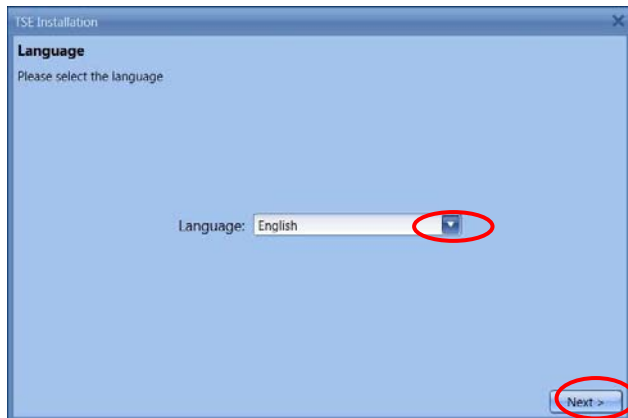 TSE Installation
Language
Please select the language
Language: English
Next >